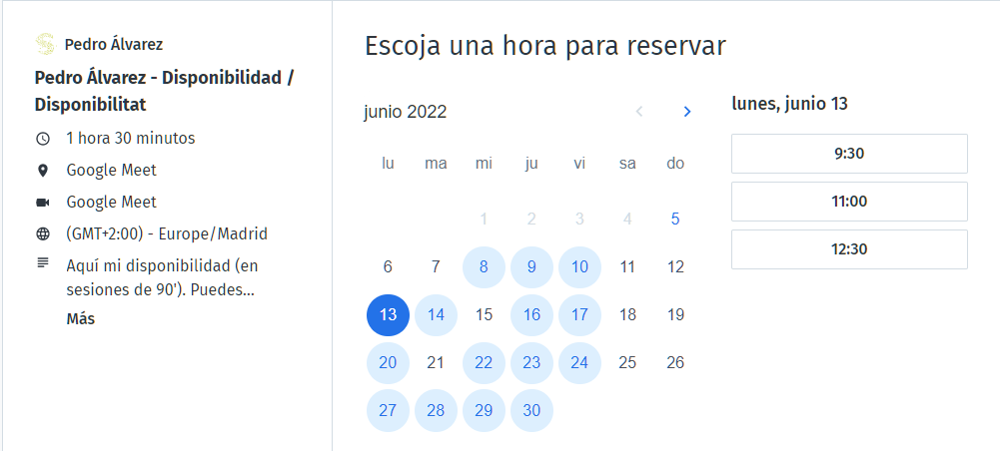 Pedro Álvarez
Pedro Álvarez - Disponibilidad /
Disponibilitat
1 hora 30 minutos
Google Meet
Google Meet
(GMT+2:00) - Europe/Madrid
Aquí mi disponibilidad (en
sesiones de 90'). Puedes...
Más
Escoja una hora para reservar
junio 2022
lu ma mi ju vi sa do
1 2 3 4 5
6 7 8 9 10 11 12
13 14 15 16 17 18 19
20 21 22 23 24 25 26
27 28 29 30
lunes, junio 13
9:30
11:00
12:30